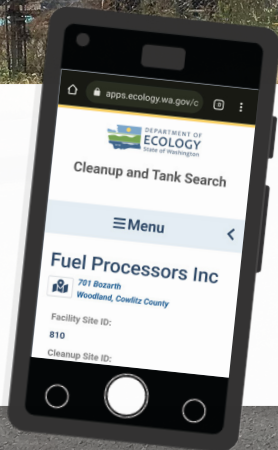 apps.ecology.wa.gov/c
DEPARTMENT OF
ECOLOGY
State of Washington
Cleanup and Tank Search
Menu
Fuel Processors Inc
701 Bozarth
Woodland, Cowlitz County
Facility Site ID:
810
Cleanup Site ID: